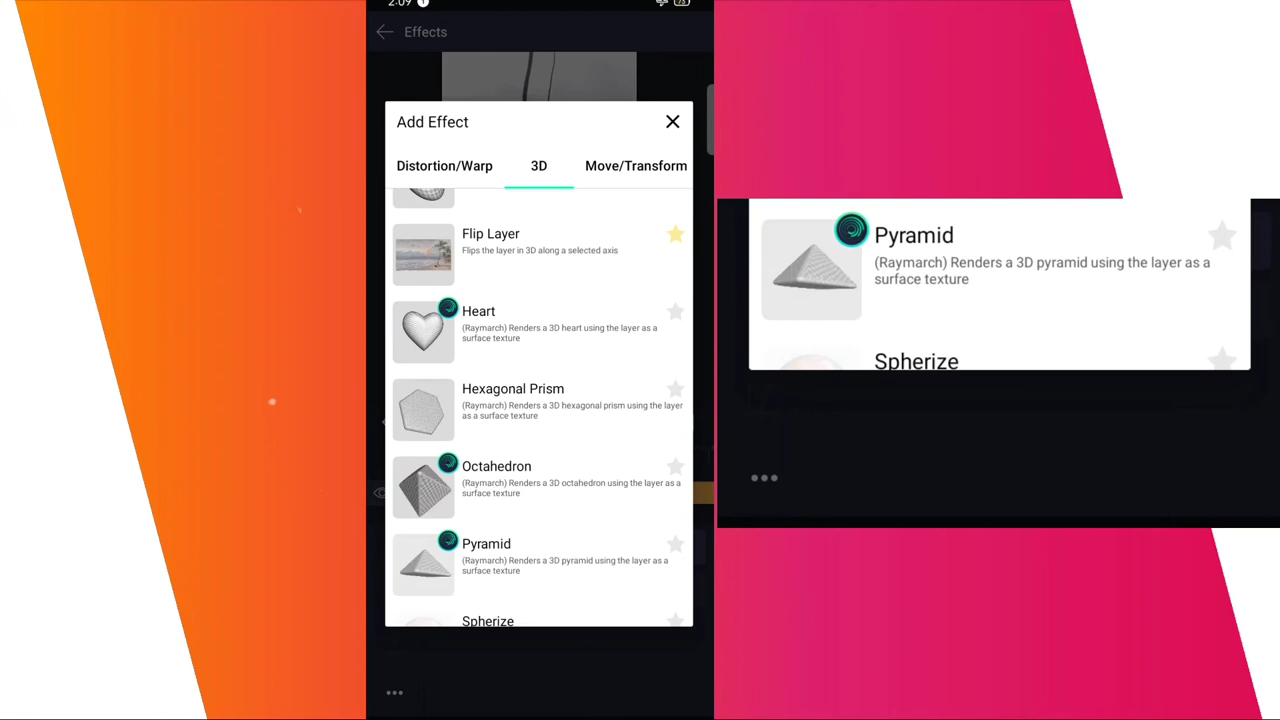 2:09
73
Effects
Add Effect
Distortion/Warp 3D Move/Transform
Flip Layer
Flips the layer in 3D along a selected axis
Heart
(Raymarch) Renders a 3D heart using the layer as a
surface texture
Hexagonal Prism
(Raymarch) Renders a 3D hexagonal prism using the layer
as a surface texture
Octahedron
(Raymarch) Renders a 3D octahedron using the layer as a
surface texture
Pyramid
(Raymarch) Renders a 3D pyramid using the layer as a
surface texture
Spherize
Pyramid
(Raymarch) Renders a 3D pyramid using the layer as a
surface texture
Spherize